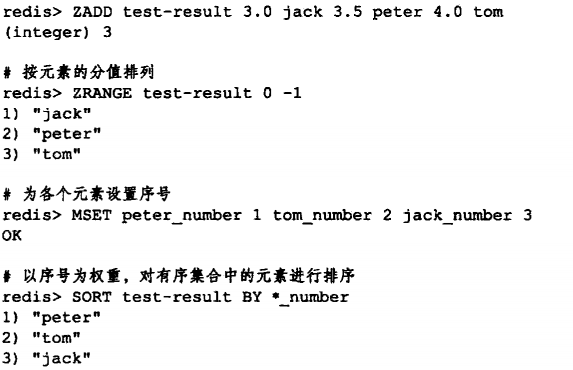 redis> ZADD test-result 3.0 jack 3.5 peter 4.0 tom
(integer) 3
# 按元素的分值排列
redis> ZRANGE test-result 0 -1
1) "jack"
2) "peter"
3) "tom"
# 为各个元素设置序号
redis> MSET peter_number 1 tom_number 2 jack_number 3
OK
# 以序号为权重，对有序集合中的元素进行排序
redis> SORT test-result BY *_number
1) "peter"
2) "tom"
3) "jack"